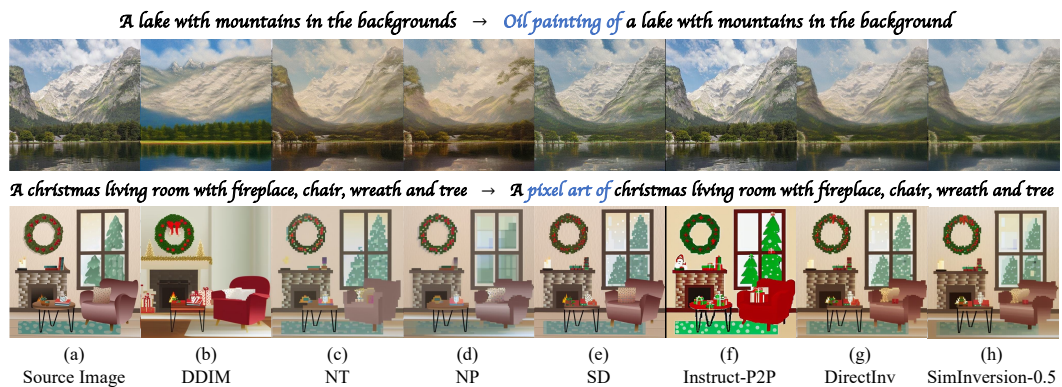 A lake with mountains in the backgrounds → Oil painting of a lake with mountains in the background
A christmas living room with fireplace, chair, wreath and tree → A pixel art of christmas living room with fireplace, chair, wreath and tree
(a) (b) (c) (d) (e) (f) (g) (h)
Source Image DDIM NT NP SD Instruct-P2P DirectInv SimInversion-0.5